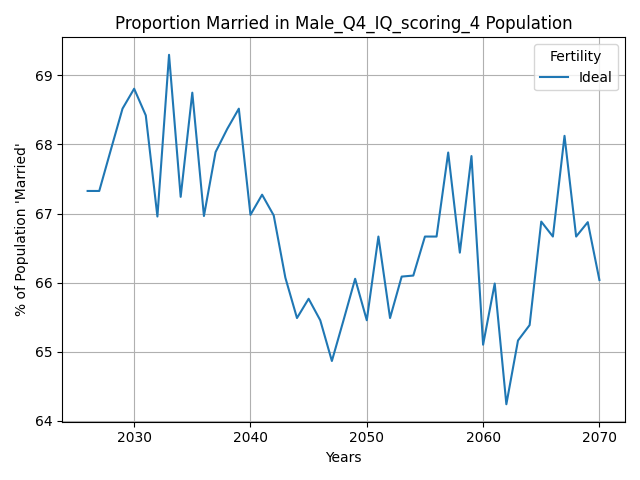 Proportion Married in Male_Q4_IQ_scoring_4 Population
Fertility
Ideal
% of Population 'Married'
69
68
67
66
65
64
2030 2040 2050 2060 2070
Years